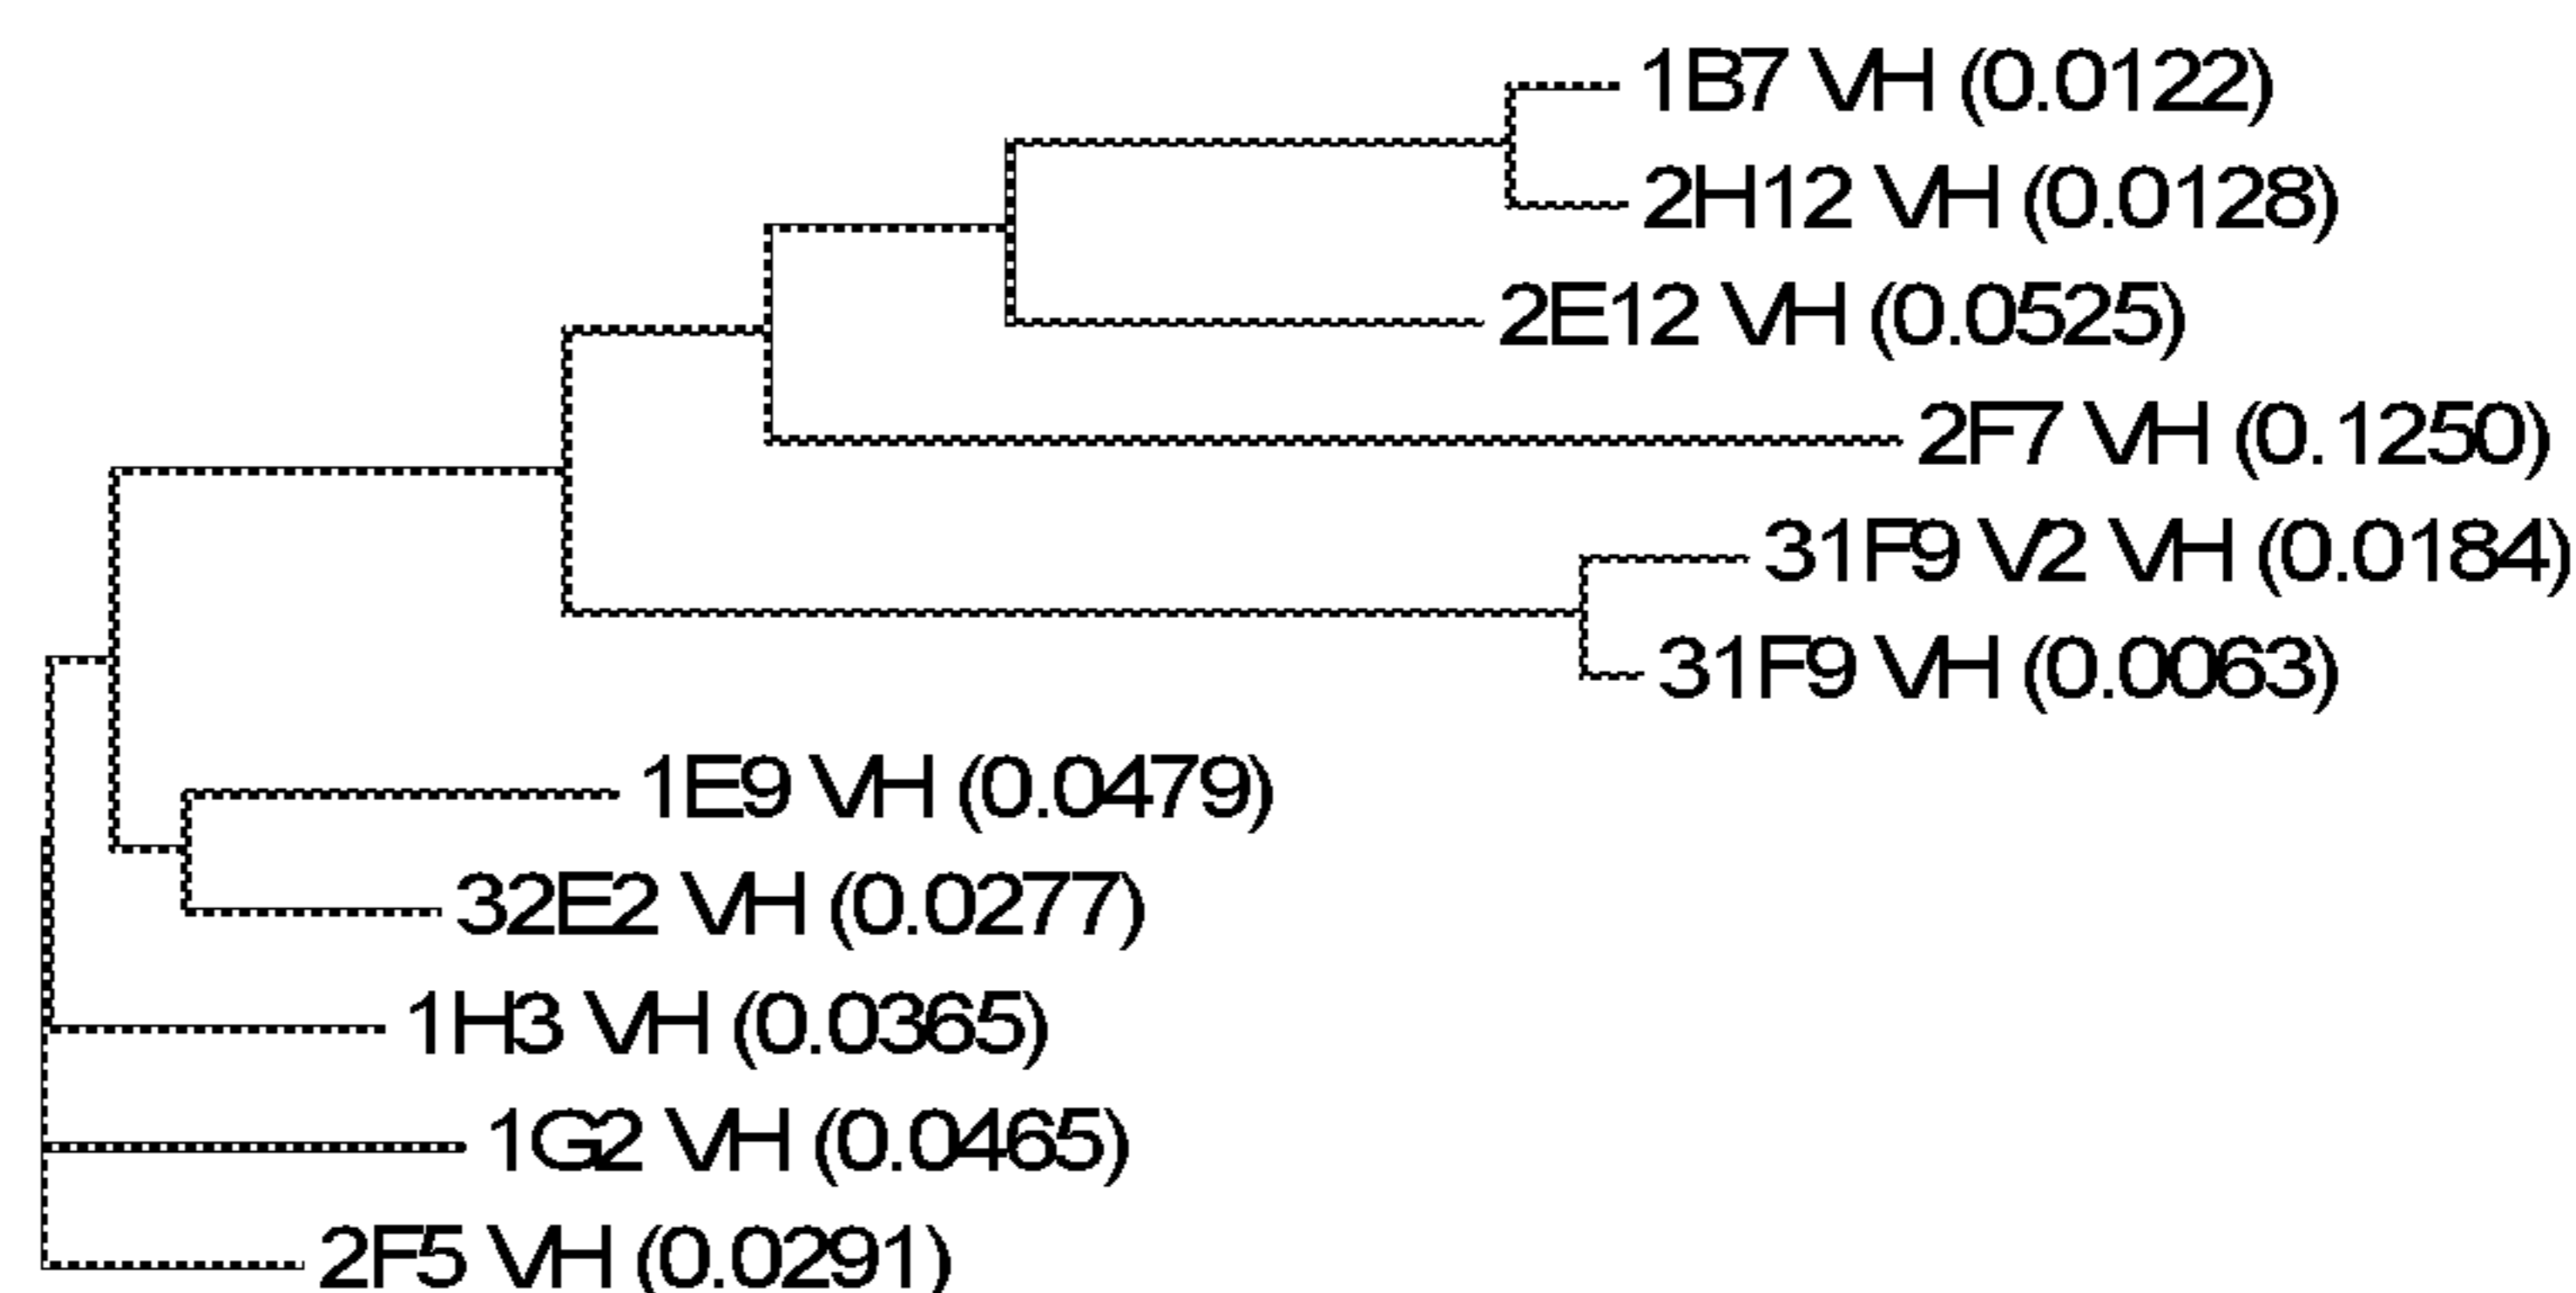 1B7 VH (0.0122)
2H12 VH (0.0128)
2E12 VH (0.0525)
2F7 VH (0.1250)
31F9 V2 VH (0.0184)
31F9 VH (0.0063)
1E9 VH (0.0479)
32E2 VH (0.0277)
1H3 VH (0.0365)
1G2 VH (0.0465)
2F5 VH (0.0291)